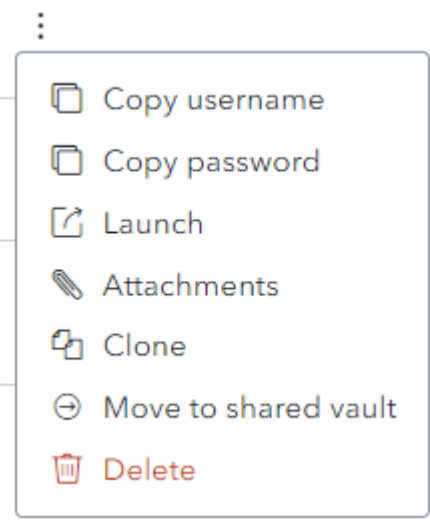 Copy username
Copy password
Launch
Attachments
Clone
Move to shared vault
Delete